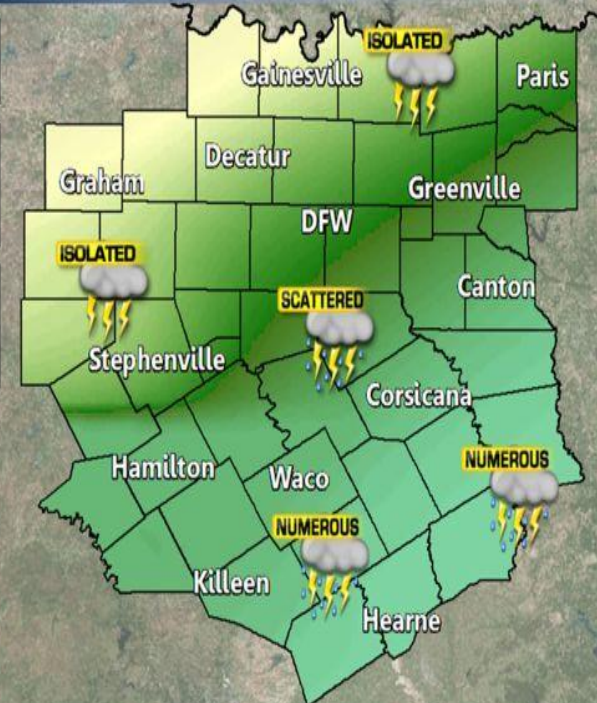 ISOLATED
Gainesville
Paris
Decatur
Graham
Greenville
DFW
ISOLATED
Canton
SCATTERED
Stephenville
Corsicana
Hamilton
Waco
NUMEROUS
NUMEROUS
Killeen
Hearne